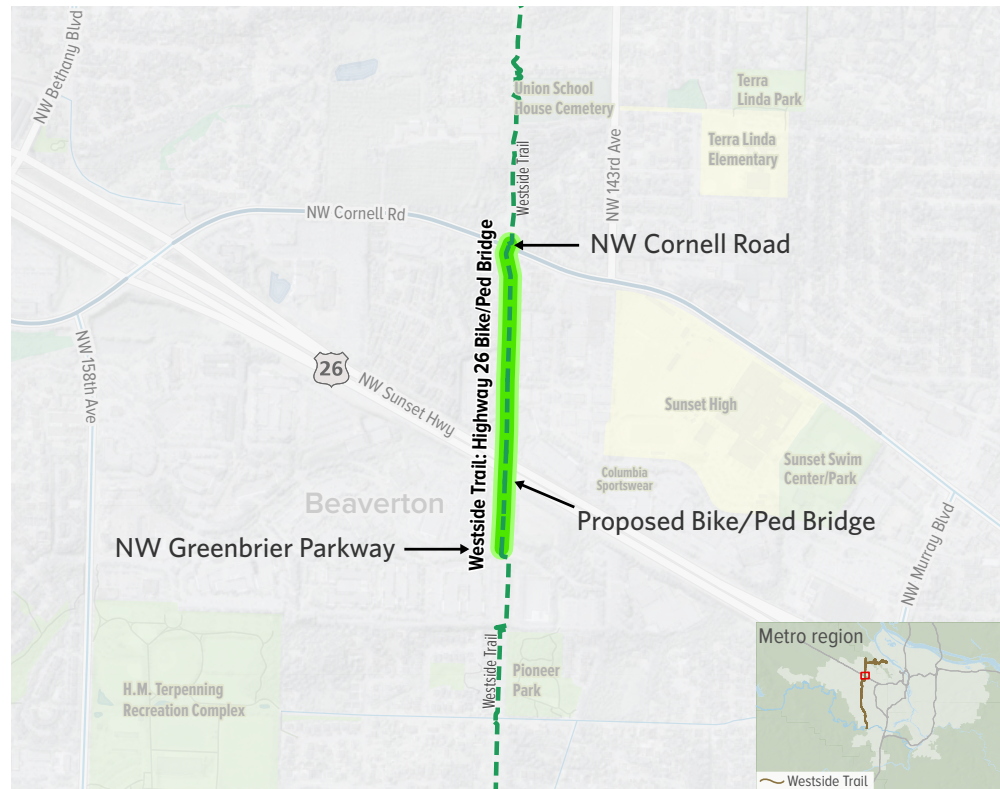 NW Bethany Blvd
Union School
House Cemetery
Terra
Linda Park
Terra Linda
Elementary
Westside Trail
NW 143rd Ave
NW Cornell Rd
NW Cornell Road
Westside Trail: Highway 26 Bike/Ped Bridge
NW 158th Ave
26
NW Sunset Hwy
Sunset High
Sunset Swim
Center/Park
Columbia
Sportswear
Beaverton
Proposed Bike/Ped Bridge
NW Greenbrier Parkway
NW Murray Blvd
Westside Trail
Pioneer
Park
H.M. Terpenning
Recreation Complex
Metro region
Westside Trail